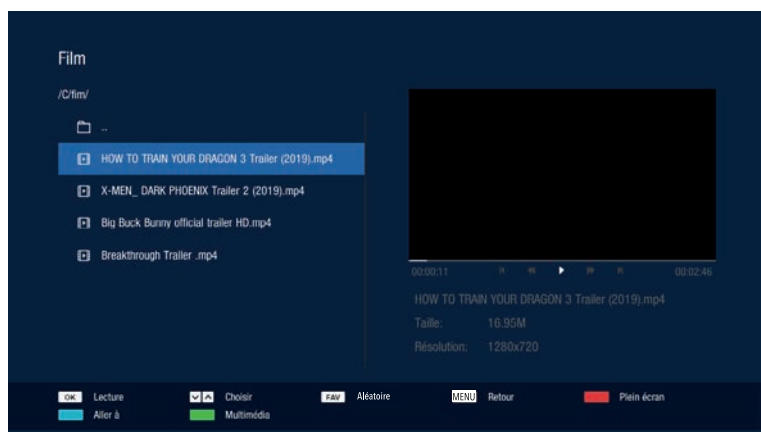 Film
/C/fim/
..
HOW TO TRAIN YOUR DRAGON 3 Trailer (2019).mp4
X-MEN_ DARK PHOENIX Trailer 2 (2019).mp4
Big Buck Bunny official trailer HD.mp4
Breakthrough Trailer .mp4
00:00:11 00:02:46
HOW TO TRAIN YOUR DRAGON 3 Trailer (2019).mp4
Taille: 16.95M
Résolution: 1280x720
OK Lecture Choisir FAV Aléatoire MENU Retour Plein écran
Aller à Multimédia